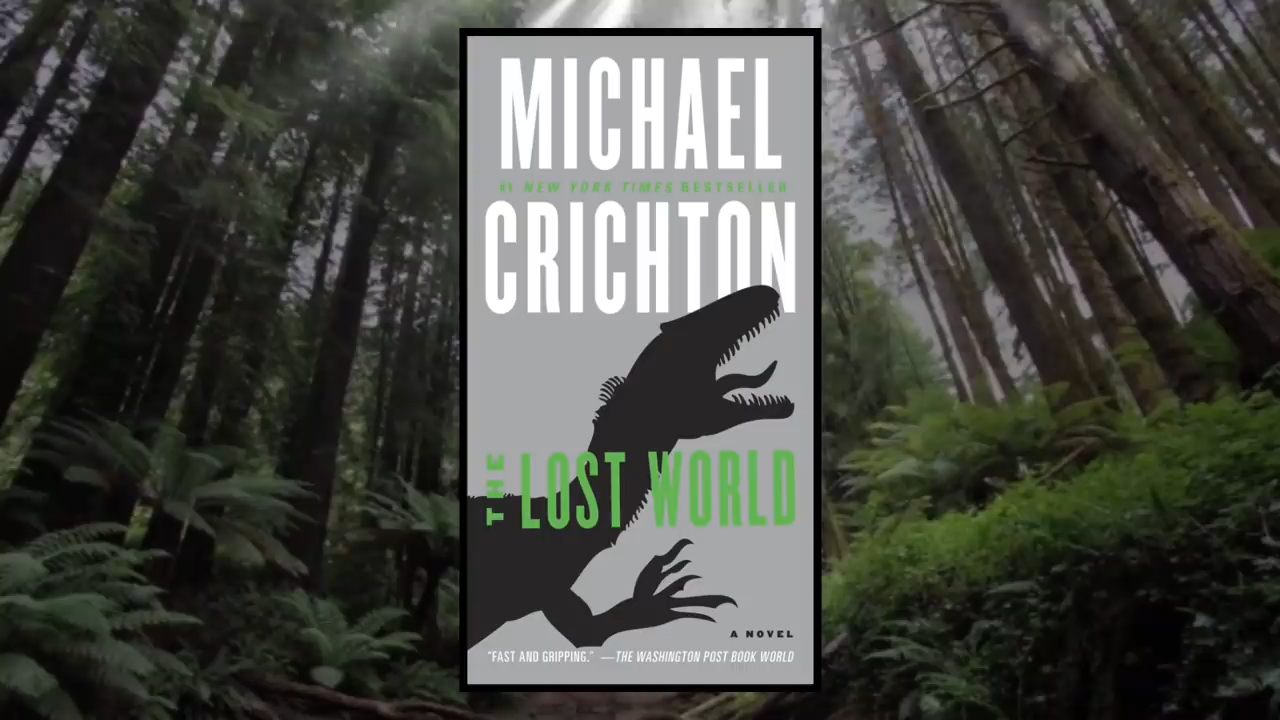 MICHAEL
#1 NEW YORK TIMES BESTSELLER
CRICHTON
THE LOST WORLD
A NOVEL
"FAST AND GRIPPING." —THE WASHINGTON POST BOOK WORLD